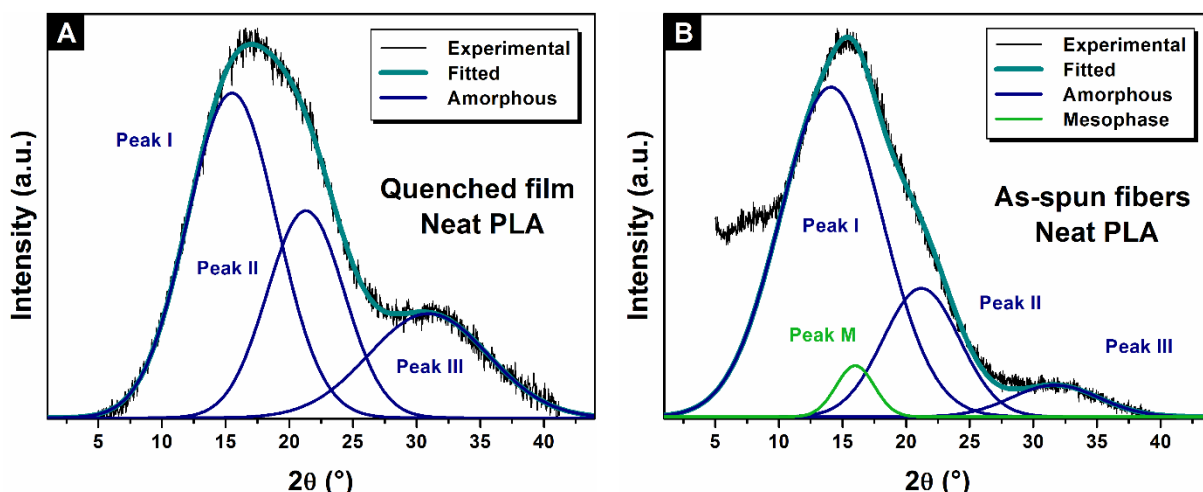 A
Experimental
Fitted
Amorphous
Peak I
Quenched film
Neat PLA
Peak II
Peak III
Intensity (a.u.)
5 10 15 20 25 30 35 40
2θ (°)
B
Experimental
Fitted
Amorphous
Mesophase
As-spun fibers
Neat PLA
Peak I
Peak II
Peak M
Peak III
Intensity (a.u.)
5 10 15 20 25 30 35 40
2θ (°)